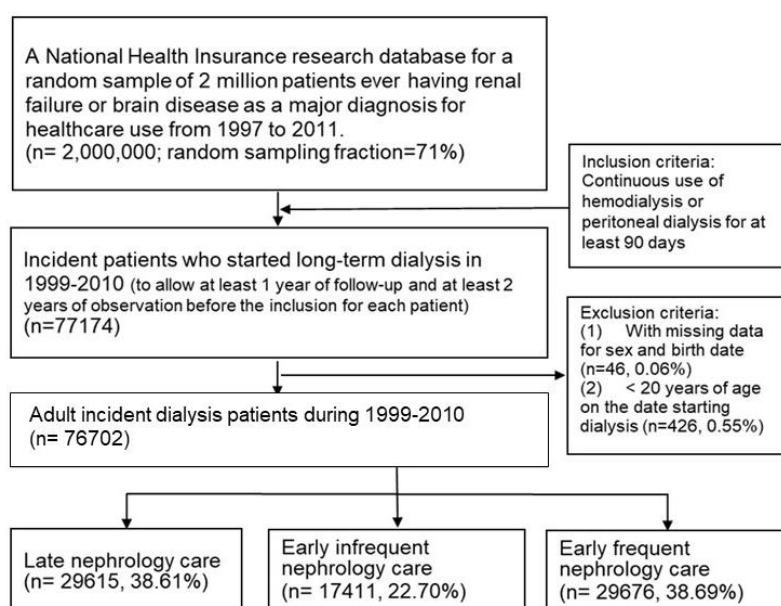 A National Health Insurance research database for a
random sample of 2 million patients ever having renal
failure or brain disease as a major diagnosis for
healthcare use from 1997 to 2011.
(n= 2,000,000; random sampling fraction=71%)
Inclusion criteria:
Continuous use of
hemodialysis or
peritoneal dialysis for at
least 90 days
Incident patients who started long-term dialysis in
1999-2010 (to allow at least 1 year of follow-up and at least 2
years of observation before the inclusion for each patient)
(n=77174)
Exclusion criteria:
(1) With missing data
for sex and birth date
(n=46, 0.06%)
(2) < 20 years of age
on the date starting
dialysis (n=426, 0.55%)
Adult incident dialysis patients during 1999-2010
(n= 76702)
Late nephrology care
(n= 29615, 38.61%)
Early infrequent
nephrology care
(n= 17411, 22.70%)
Early frequent
nephrology care
(n= 29676, 38.69%)